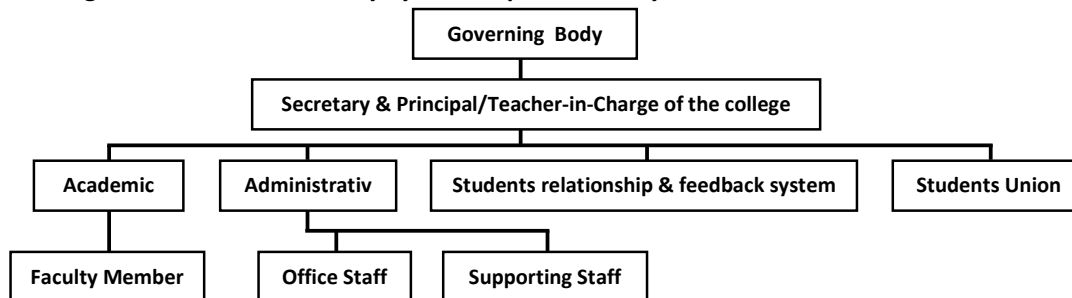 Governing Body
Secretary & Principal/Teacher-in-Charge of the college
Academic
Administrativ
Students relationship & feedback system
Students Union
Faculty Member
Office Staff
Supporting Staff